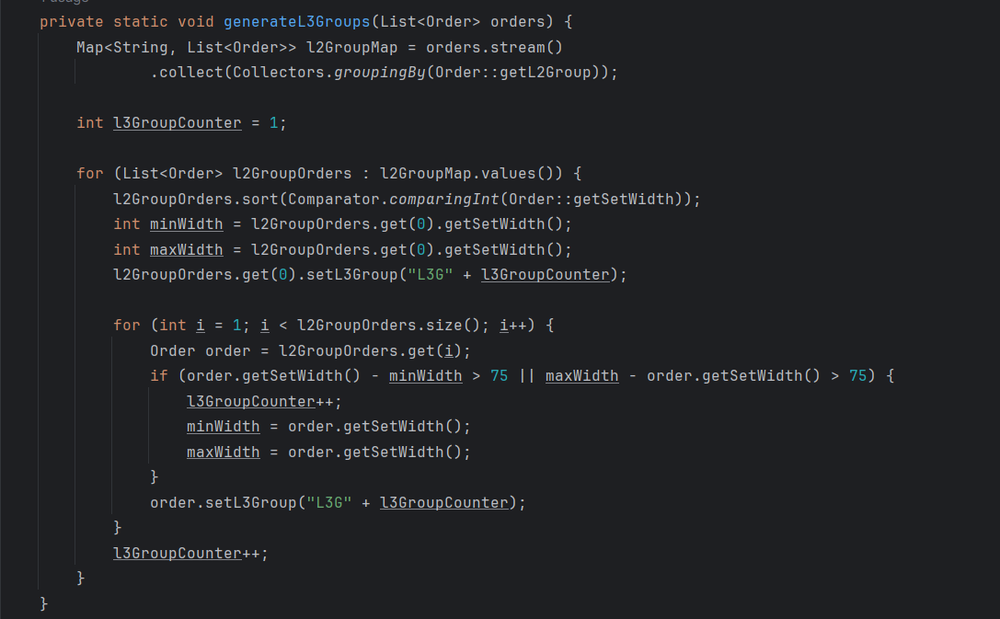 private static void generateL3Groups(List<Order> orders) {
Map<String, List<Order>> l2GroupMap = orders.stream()
.collect(Collectors.groupingBy(Order::getL2Group));
int l3GroupCounter = 1;
for (List<Order> l2GroupOrders : l2GroupMap.values()) {
l2GroupOrders.sort(Comparator.comparingInt(Order::getSetWidth));
int minWidth = l2GroupOrders.get(0).getSetWidth();
int maxWidth = l2GroupOrders.get(0).getSetWidth();
l2GroupOrders.get(0).setL3Group("L3G" + l3GroupCounter);
for (int i = 1; i < l2GroupOrders.size(); i++) {
Order order = l2GroupOrders.get(i);
if (order.getSetWidth() - minWidth > 75 || maxWidth - order.getSetWidth() > 75) {
l3GroupCounter++;
minWidth = order.getSetWidth();
maxWidth = order.getSetWidth();
}
order.setL3Group("L3G" + l3GroupCounter);
}
l3GroupCounter++;
}
}